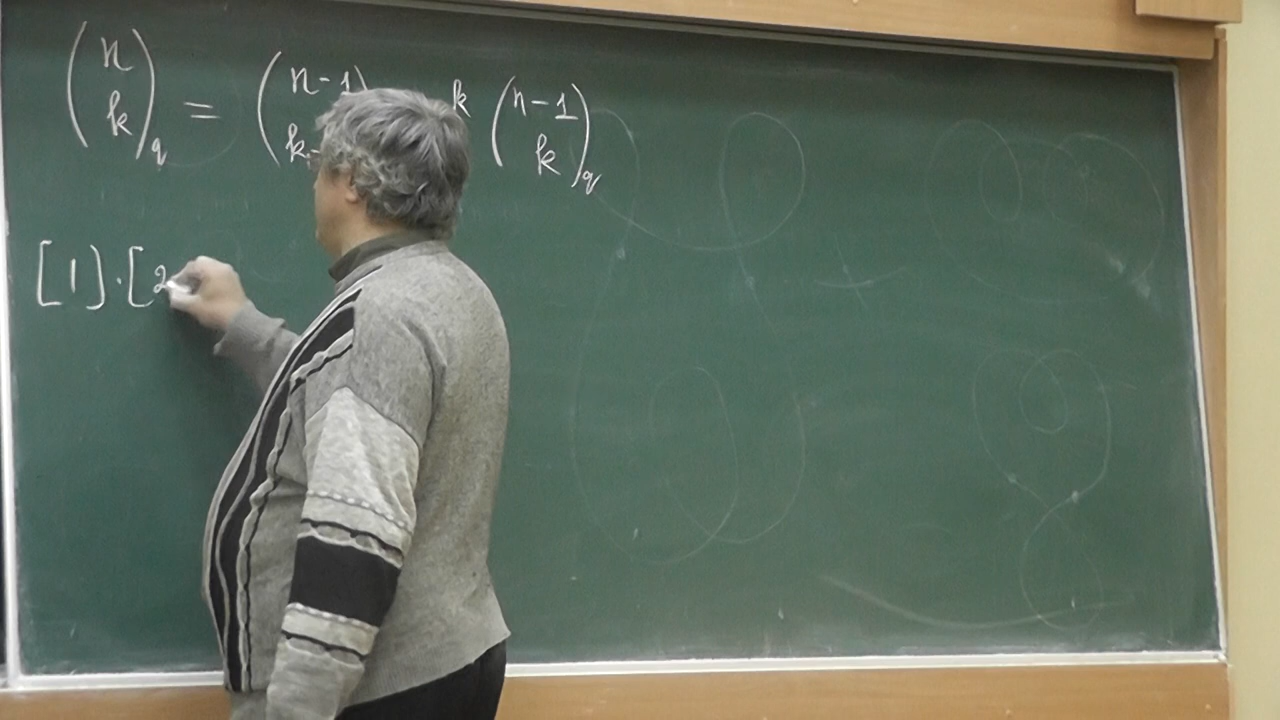 (n k)_q = (n-1 k- k (n-1 k)_q
[1]·[2